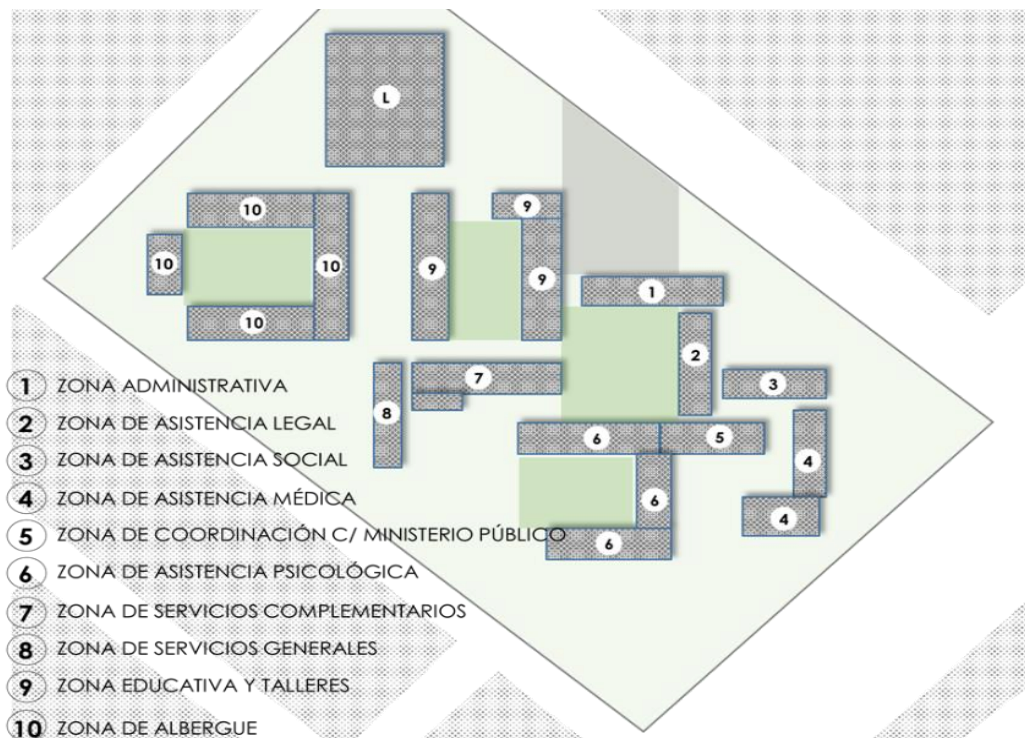 L
10
9
10
10
9
9
1
10
2
7
3
8
6
5
4
6
4
6
1 ZONA ADMINISTRATIVA
2 ZONA DE ASISTENCIA LEGAL
3 ZONA DE ASISTENCIA SOCIAL
4 ZONA DE ASISTENCIA MÉDICA
5 ZONA DE COORDINACIÓN C/ MINISTERIO PÚBLICO
6 ZONA DE ASISTENCIA PSICOLÓGICA
7 ZONA DE SERVICIOS COMPLEMENTARIOS
8 ZONA DE SERVICIOS GENERALES
9 ZONA EDUCATIVA Y TALLERES
10 ZONA DE ALBERGUE